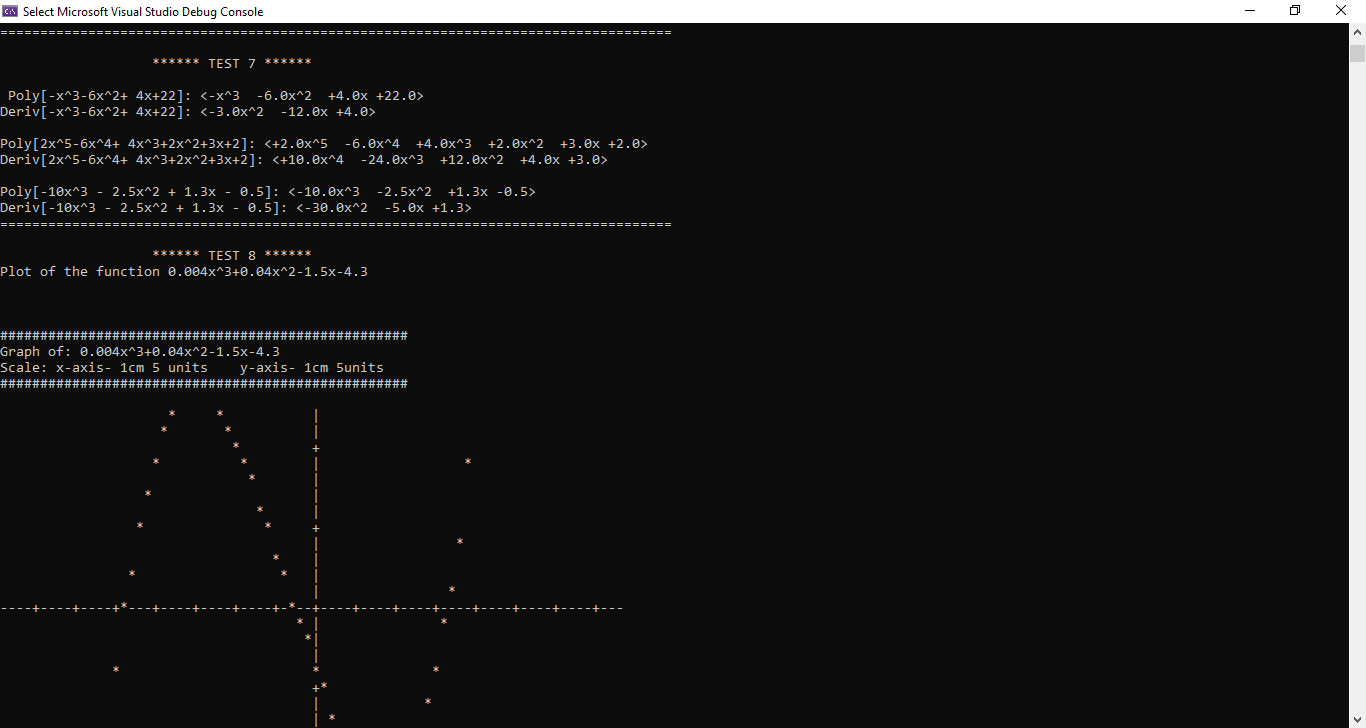 Select Microsoft Visual Studio Debug Console
====================================================================================
****** TEST 7 ******
Poly[-x^3-6x^2+ 4x+22]: <-x^3  -6.0x^2  +4.0x +22.0>
Deriv[-x^3-6x^2+ 4x+22]: <-3.0x^2  -12.0x +4.0>
Poly[2x^5-6x^4+ 4x^3+2x^2+3x+2]: <+2.0x^5  -6.0x^4  +4.0x^3  +2.0x^2  +3.0x +2.0>
Deriv[2x^5-6x^4+ 4x^3+2x^2+3x+2]: <+10.0x^4  -24.0x^3  +12.0x^2  +4.0x +3.0>
Poly[-10x^3 - 2.5x^2 + 1.3x - 0.5]: <-10.0x^3  -2.5x^2  +1.3x -0.5>
Deriv[-10x^3 - 2.5x^2 + 1.3x - 0.5]: <-30.0x^2  -5.0x +1.3>
====================================================================================
****** TEST 8 ******
Plot of the function 0.004x^3+0.04x^2-1.5x-4.3
###################################################
Graph of: 0.004x^3+0.04x^2-1.5x-4.3
Scale: x-axis- 1cm 5 units    y-axis- 1cm 5units
###################################################
                     *     *           |
                    *       *          |
                             *         +
                   *          *        |                  *
                               *       |
                  *                    |
                                *      |
                 *               *     +
                                       |                 *
                                  *    |
                *                  *   |
                                       |                *
----+----+----+*---+----+----+----+-*--+----+----+----+----+----+----+----+---
                                     * |               *
                                      *|
                                       |
              *                        *              *
                                       +*
                                       |             *
                                       | *